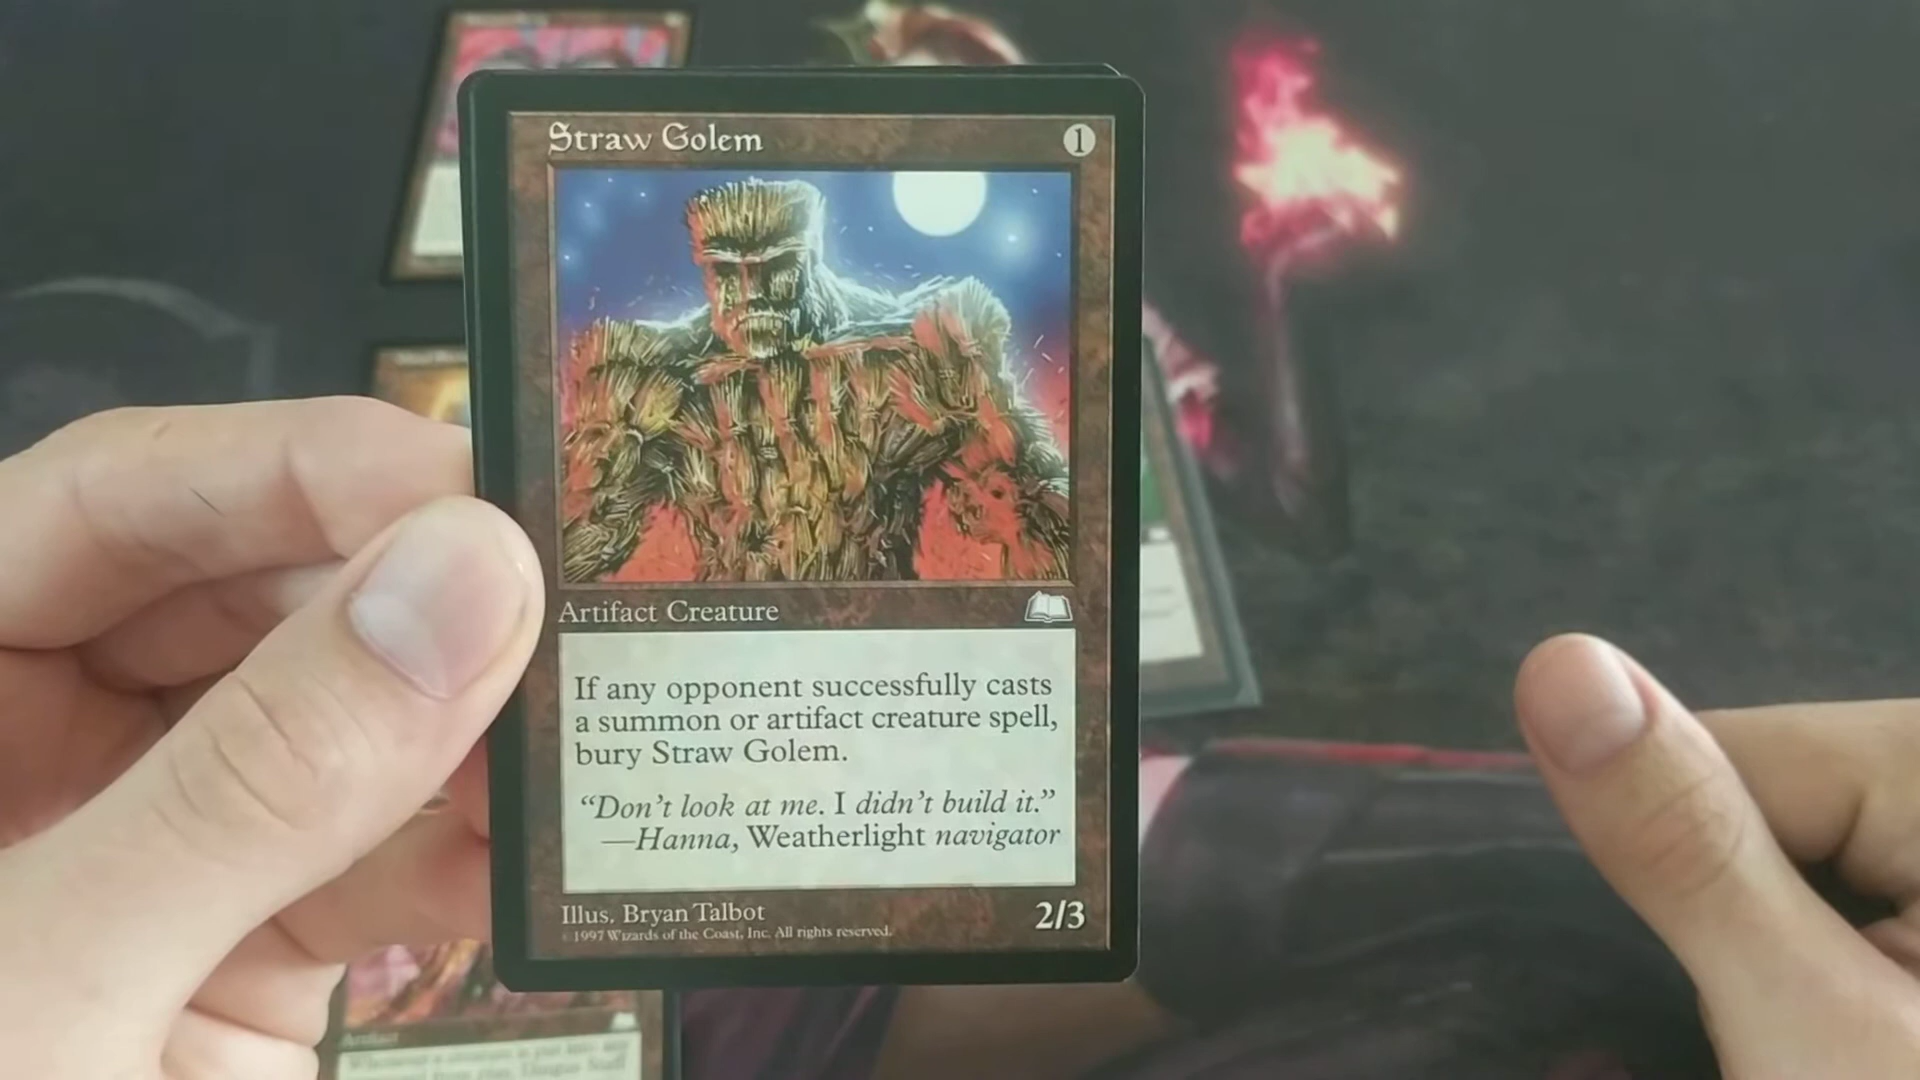 Straw Golem
1
Artifact Creature
If any opponent successfully casts
a summon or artifact creature spell,
bury Straw Golem.
“Don’t look at me. I didn’t build it.”
—Hanna, Weatherlight navigator
Illus. Bryan Talbot
2/3
©1997 Wizards of the Coast, Inc. All rights reserved.
Artifact